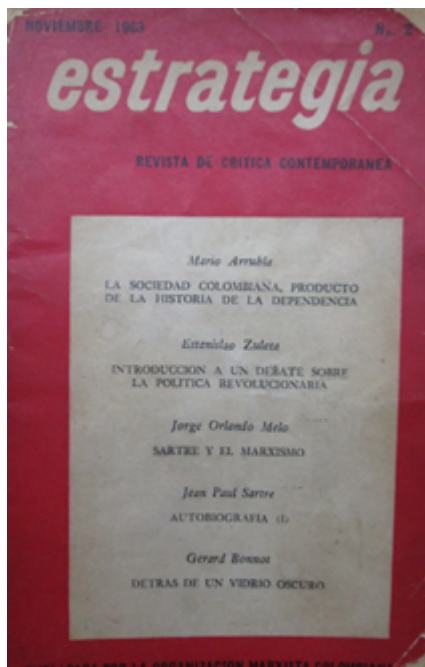 NOVIEMBRE 1963 No. 2
estrategia
REVISTA DE CRITICA CONTEMPORANEA
Mario Arrubla
LA SOCIEDAD COLOMBIANA, PRODUCTO
DE LA HISTORIA DE LA DEPENDENCIA
Estanislao Zuleta
INTRODUCCION A UN DEBATE SOBRE
LA POLITICA REVOLUCIONARIA
Jorge Orlando Melo
SARTRE Y EL MARXISMO
Jean Paul Sartre
AUTOBIOGRAFIA (I)
Gerard Bonnot
DETRAS DE UN VIDRIO OSCURO
POR LA ORGANIZACION MARXISTA COLOMBIANA